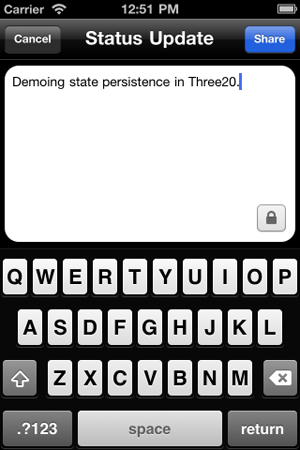 Carrier 12:51 PM
Cancel Status Update Share
Demoing state persistence in Three20.
Q W E R T Y U I O P
A S D F G H J K L
Z X C V B N M
.?123 space return